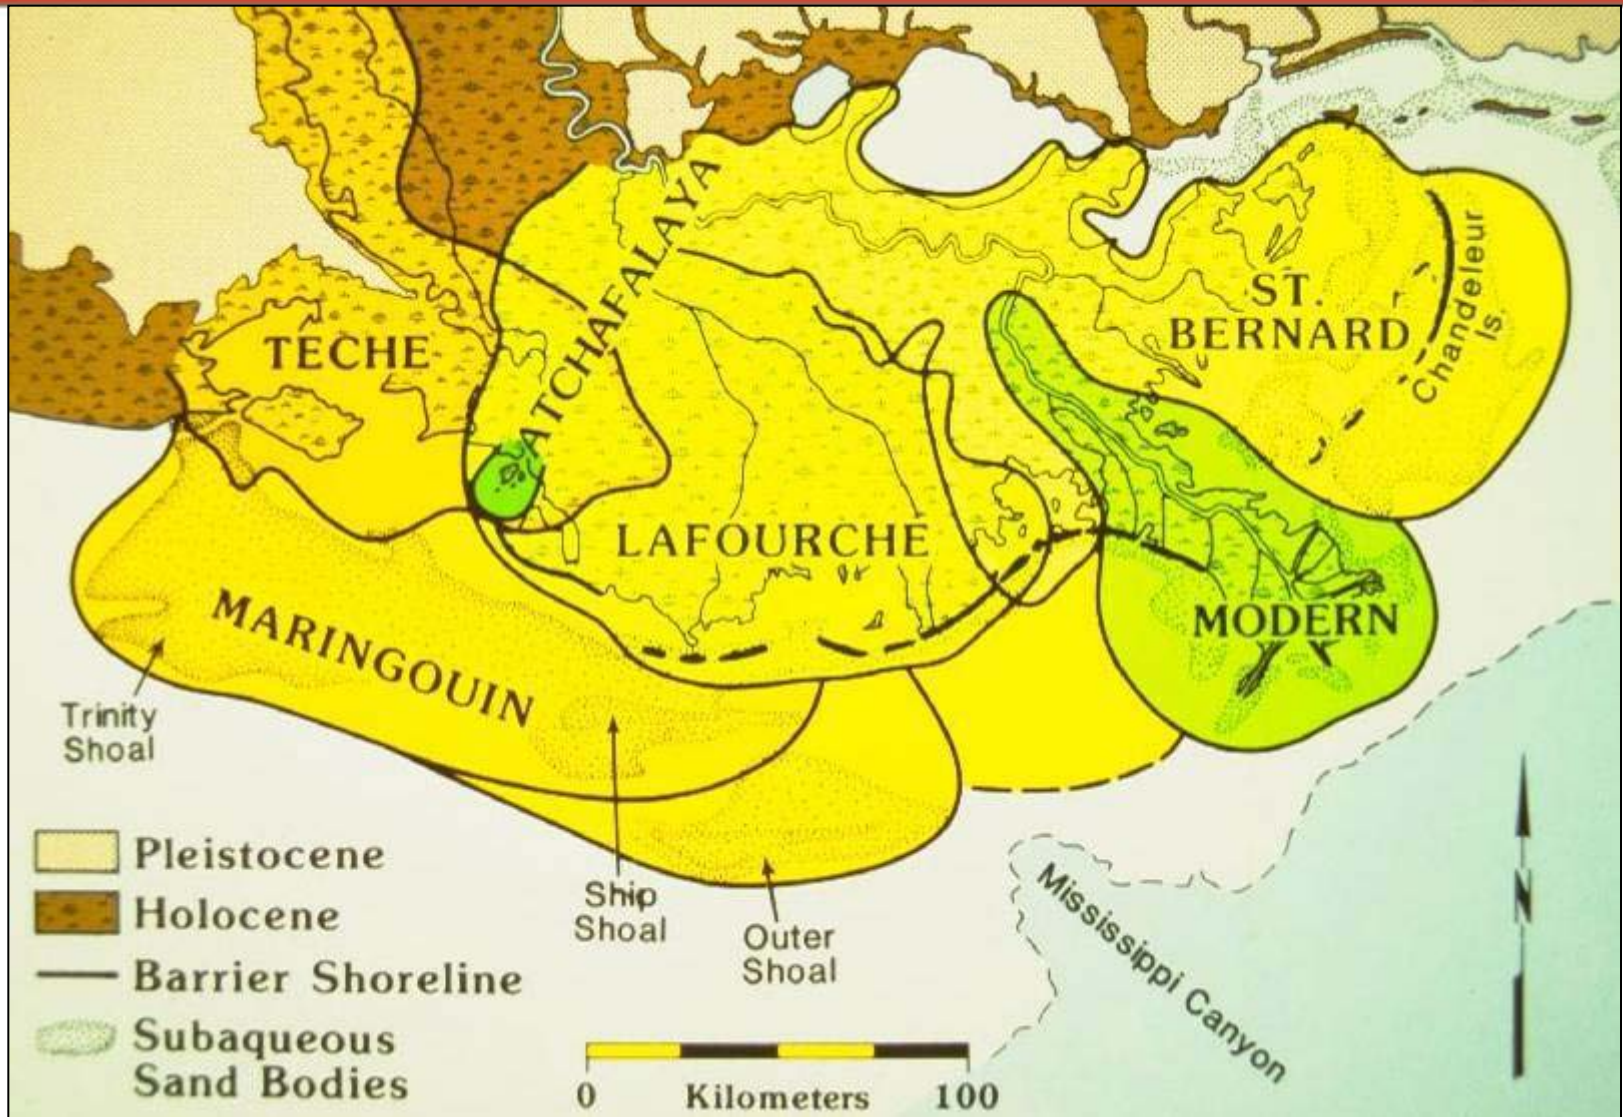 ATCHAFALAYA
TECHE
ST.
BERNARD
Chandeleur
Is.
LAFOURCHE
MARINGOUIN
MODERN
Trinity
Shoal
Ship
Shoal
Outer
Shoal
Mississippi Canyon
N
Pleistocene
Holocene
Barrier Shoreline
Subaqueous
Sand Bodies
0 Kilometers 100